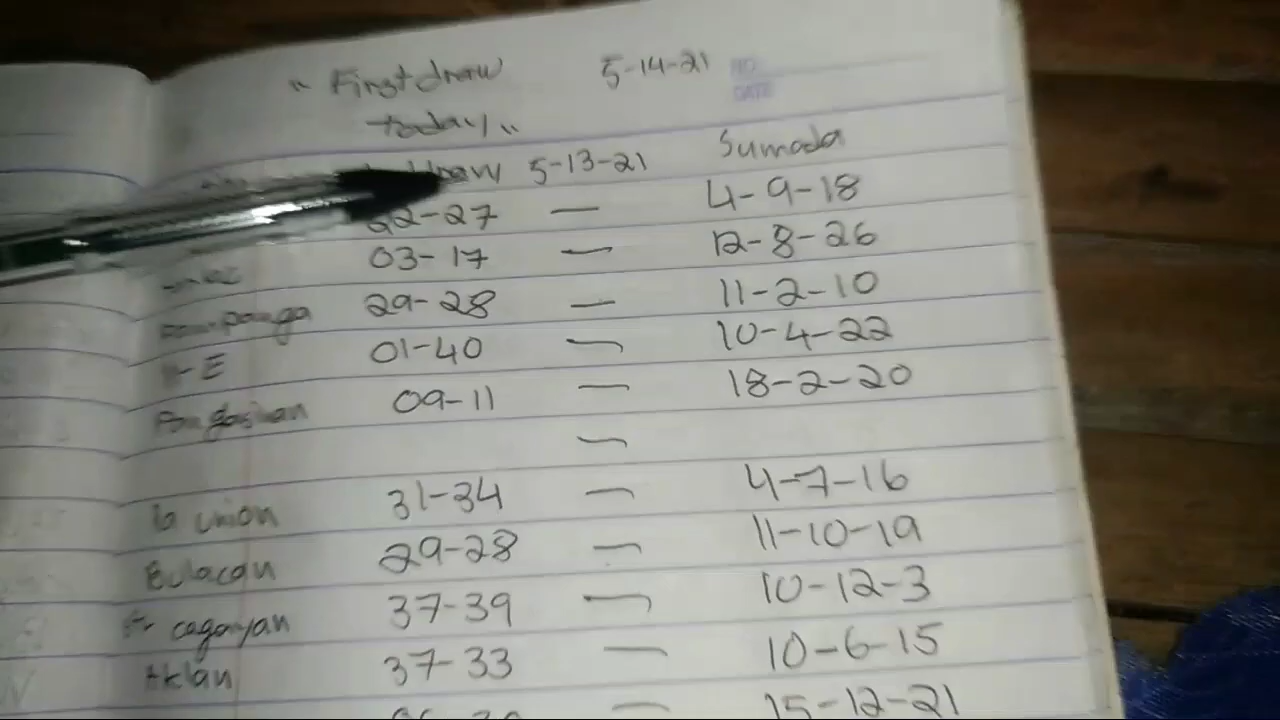 " First draw 5-14-21 NO.
today " DATE
draw 5-13-21 Sumada
22-27 — 4-9-18
03-17 — 12-8-26
Pampanga 29-28 — 11-2-10
N-E 01-40 — 10-4-22
Pangasinan 09-11 — 18-2-20
—
la union 31-34 — 4-7-16
Bulacan 29-28 — 11-10-19
cagayan 37-39 — 10-12-3
Aklan 37-33 — 10-6-15
— 15-12-21